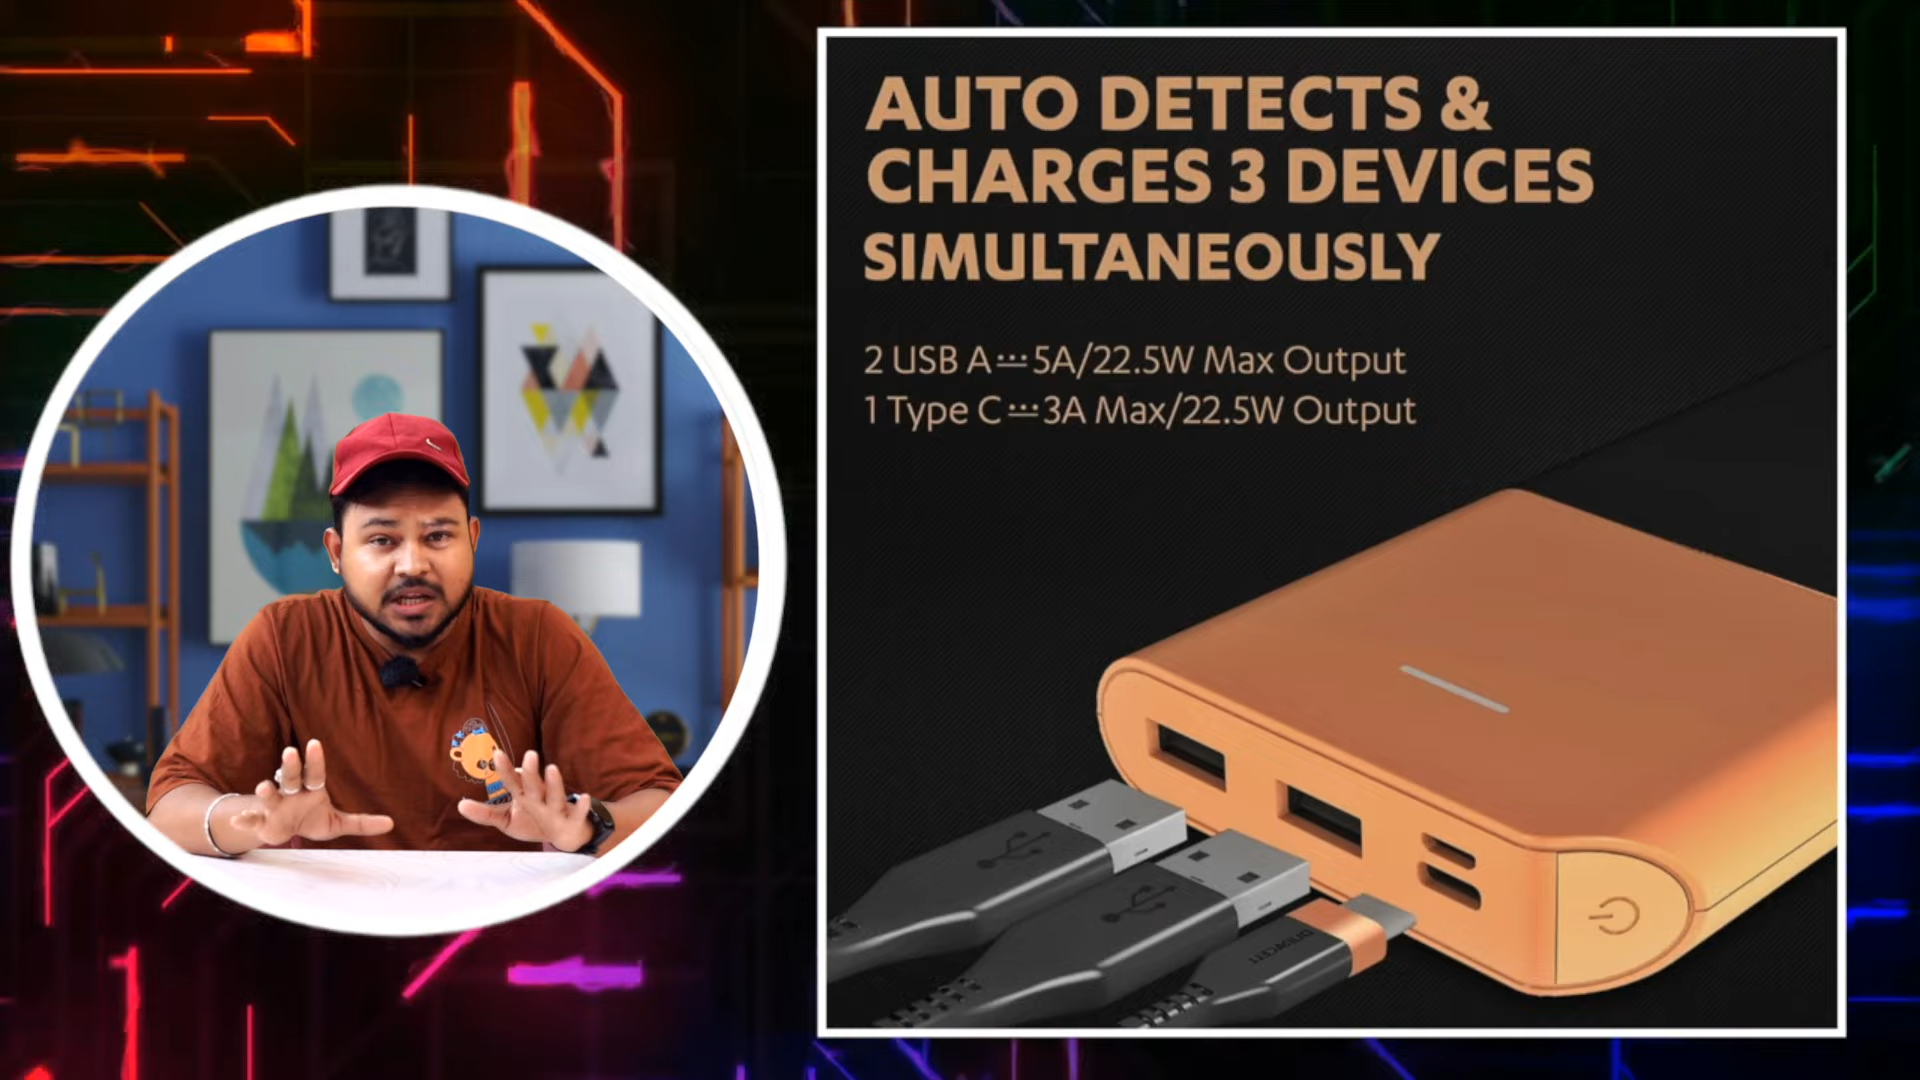 AUTO DETECTS &
CHARGES 3 DEVICES
SIMULTANEOUSLY
2 USB A⎓5A/22.5W Max Output
1 Type C⎓3A Max/22.5W Output
DURACELL